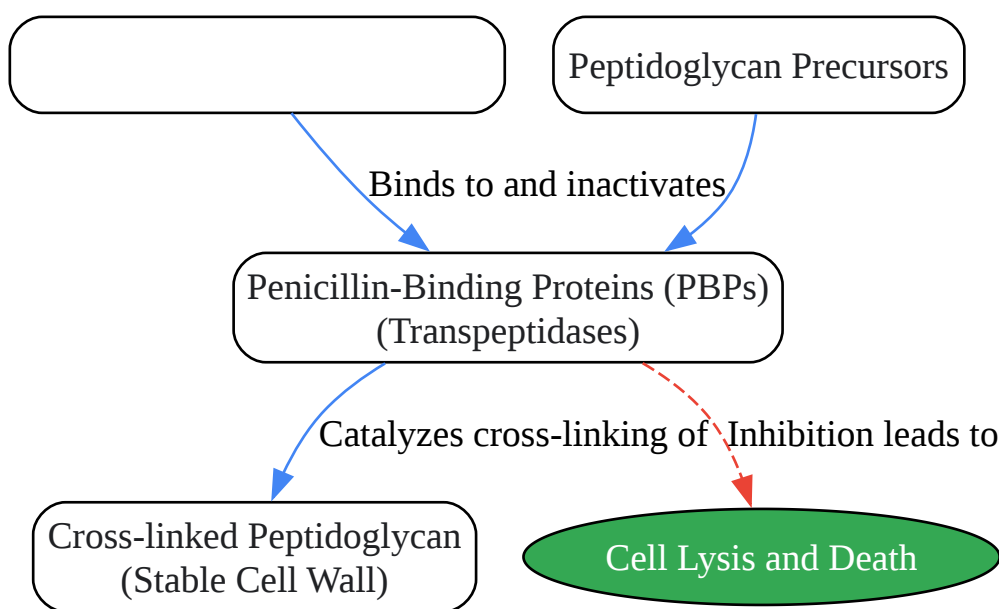 Peptidoglycan Precursors
Binds to and inactivates
Penicillin-Binding Proteins (PBPs)
(Transpeptidases)
Catalyzes cross-linking of
Inhibition leads to
Cross-linked Peptidoglycan
(Stable Cell Wall)
Cell Lysis and Death